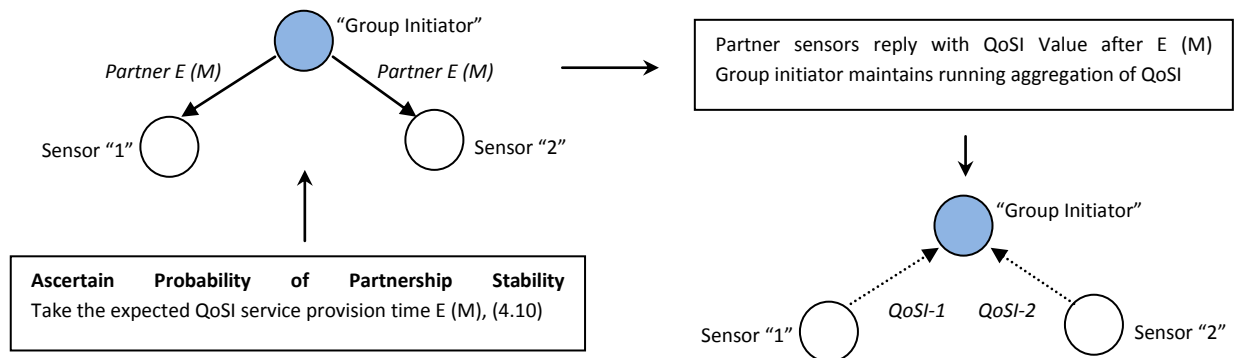 “Group Initiator”
Partner E (M)
Partner E (M)
Sensor “1”
Sensor “2”
Ascertain Probability of Partnership Stability
Take the expected QoSI service provision time E (M), (4.10)
Partner sensors reply with QoSI Value after E (M)
Group initiator maintains running aggregation of QoSI
“Group Initiator”
QoSI-1
QoSI-2
Sensor “1”
Sensor “2”